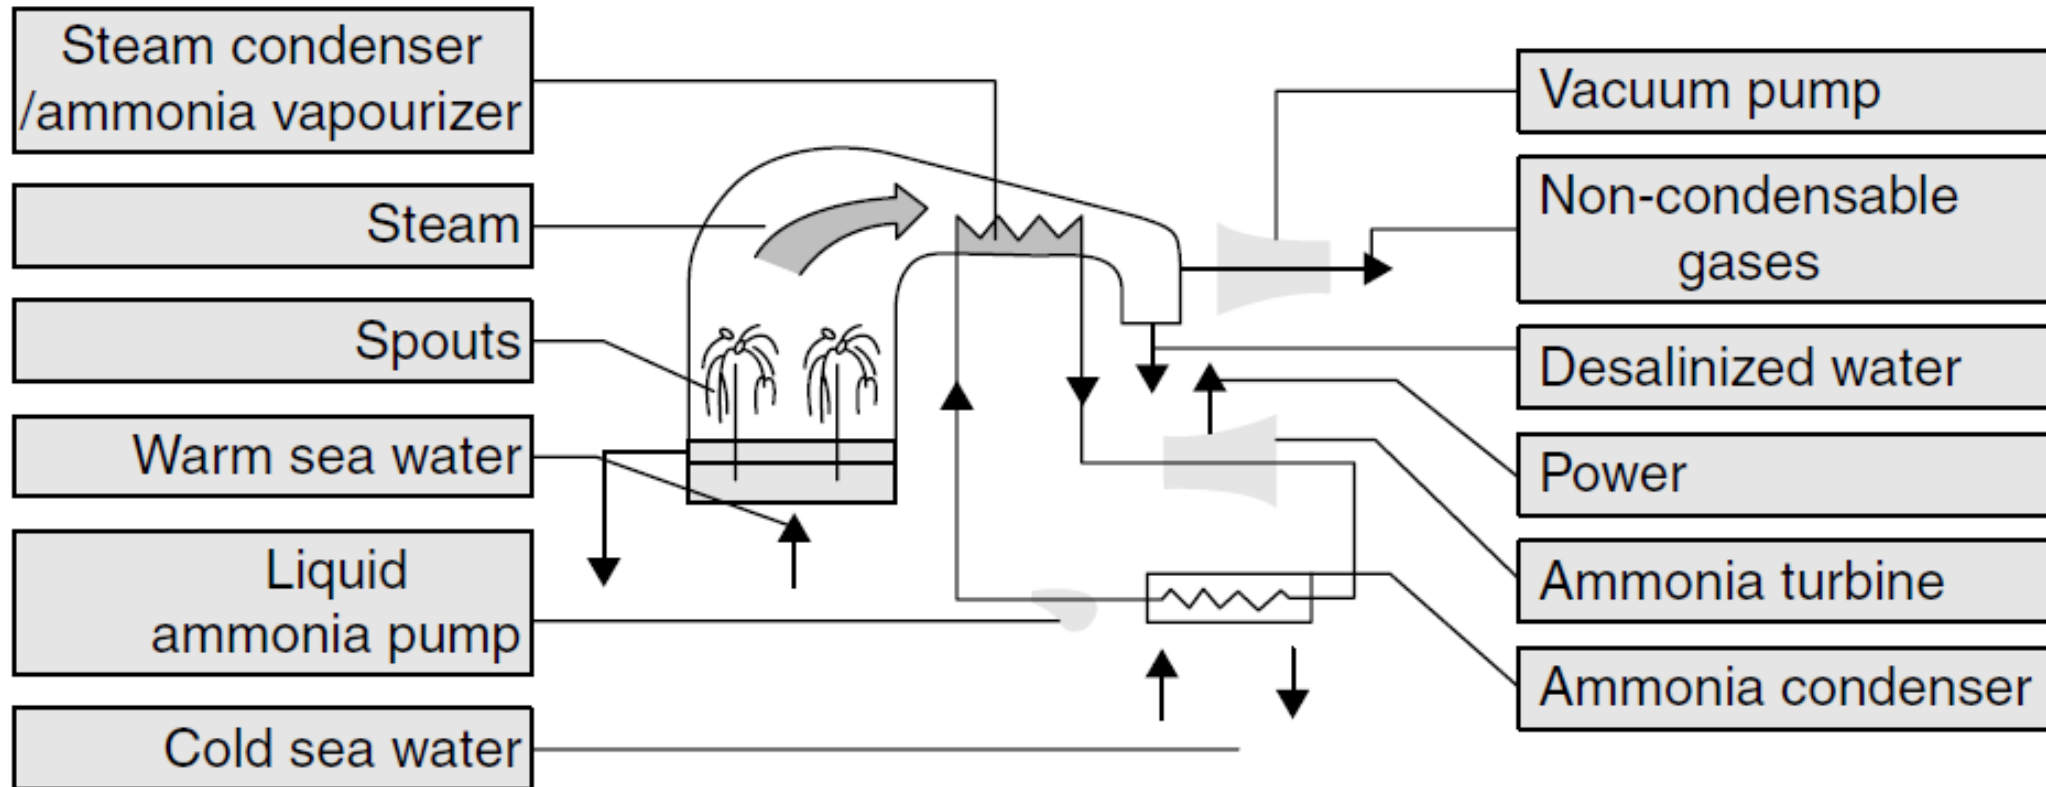 Steam condenser
/ammonia vapourizer
Steam
Spouts
Warm sea water
Liquid
ammonia pump
Cold sea water
Vacuum pump
Non-condensable
gases
Desalinized water
Power
Ammonia turbine
Ammonia condenser